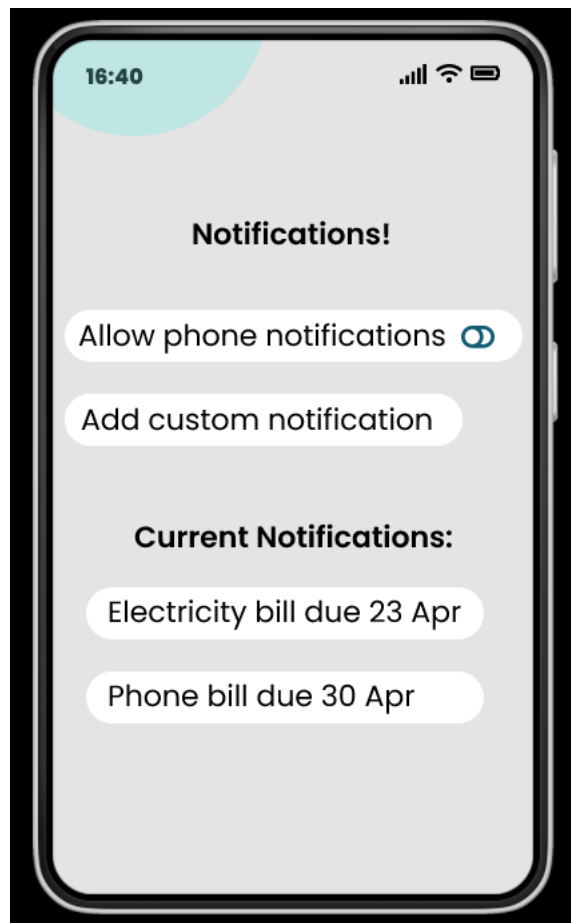 16:40
Notifications!
Allow phone notifications
Add custom notification
Current Notifications:
Electricity bill due 23 Apr
Phone bill due 30 Apr